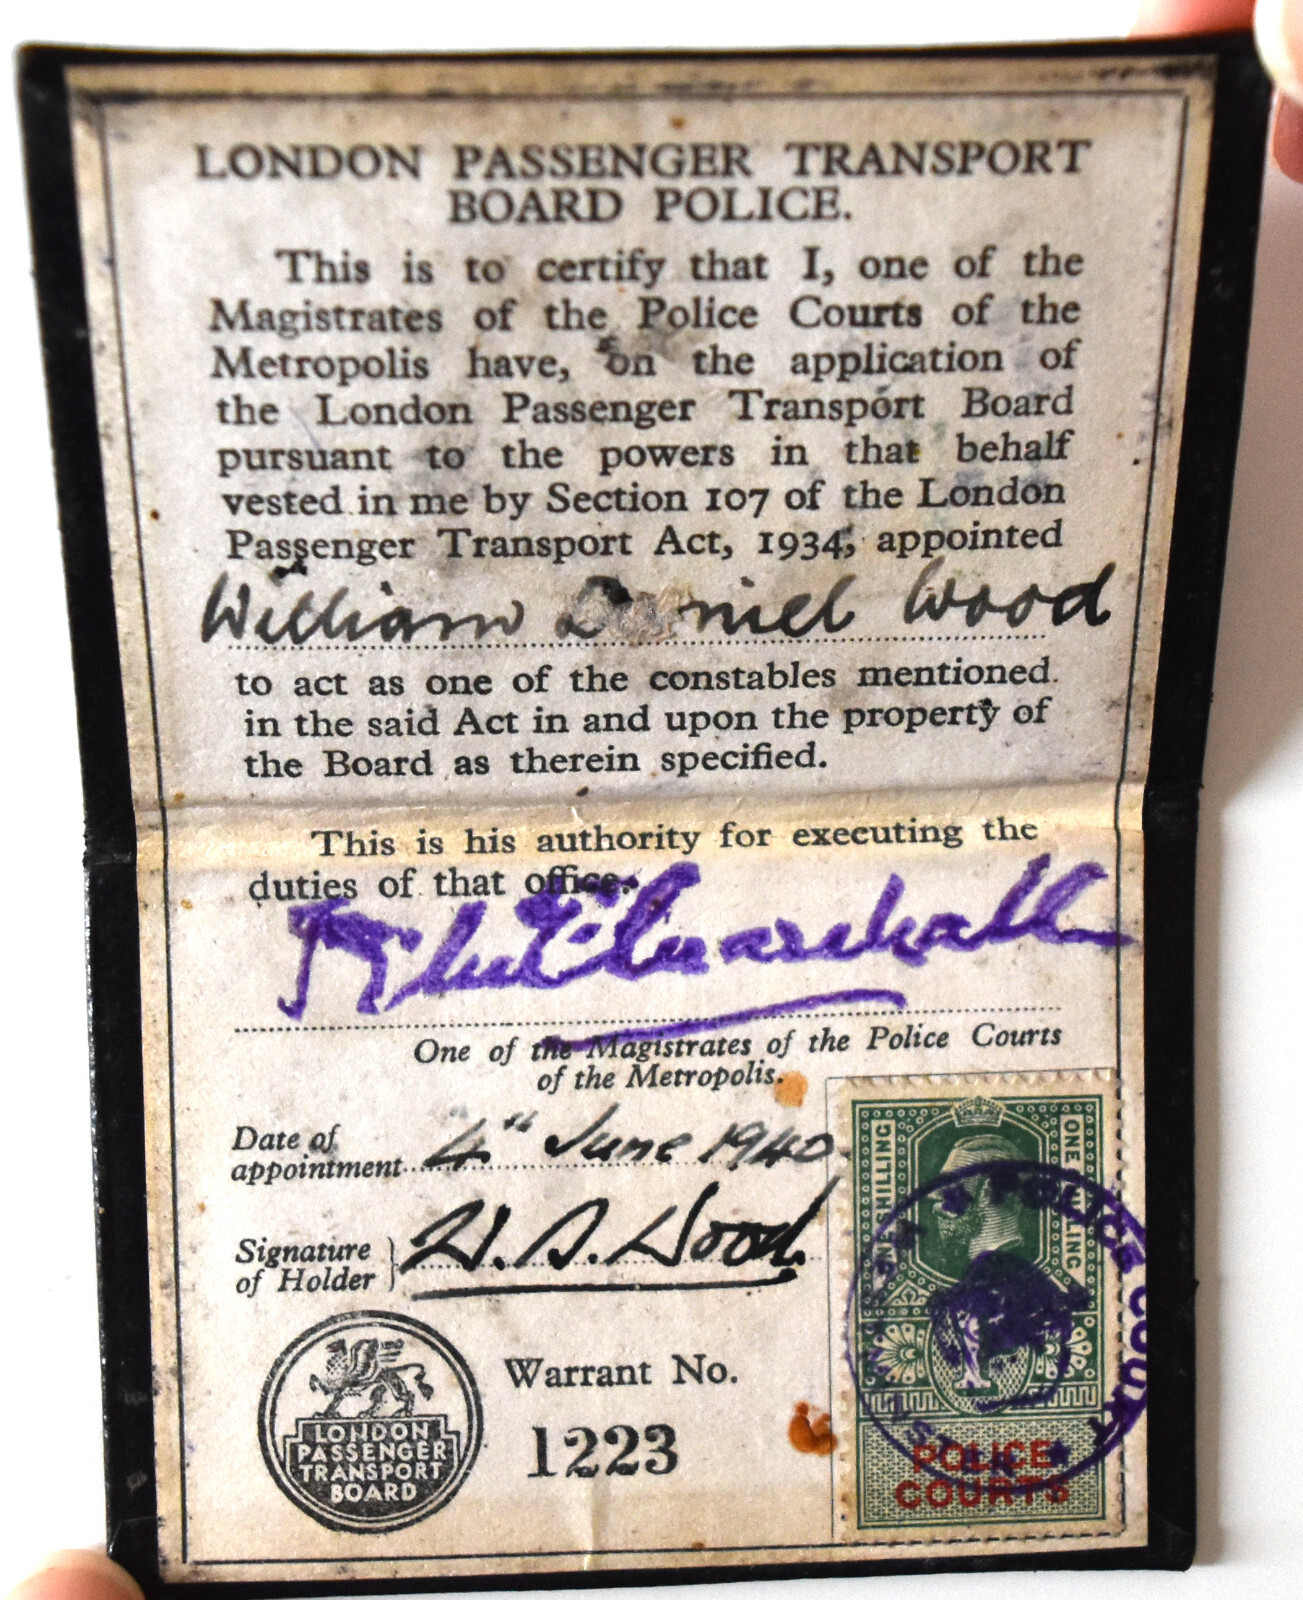 LONDON PASSENGER TRANSPORT
BOARD POLICE.
This is to certify that I, one of the
Magistrates of the Police Courts of the
Metropolis have, on the application of
the London Passenger Transport Board
pursuant to the powers in that behalf
vested in me by Section 107 of the London
Passenger Transport Act, 1934, appointed
William Daniel Wood
to act as one of the constables mentioned
in the said Act in and upon the property of
the Board as therein specified.
This is his authority for executing the
duties of that office.
Marshall
One of the Magistrates of the Police Courts
of the Metropolis.
Date of
appointment 4th June 1940
Signature
of Holder } W. D. Wood
Warrant No.
1223
LONDON
PASSENGER
TRANSPORT
BOARD
ONE SHILLING
ONE SHILLING
POLICE COURT
POLICE
COURTS